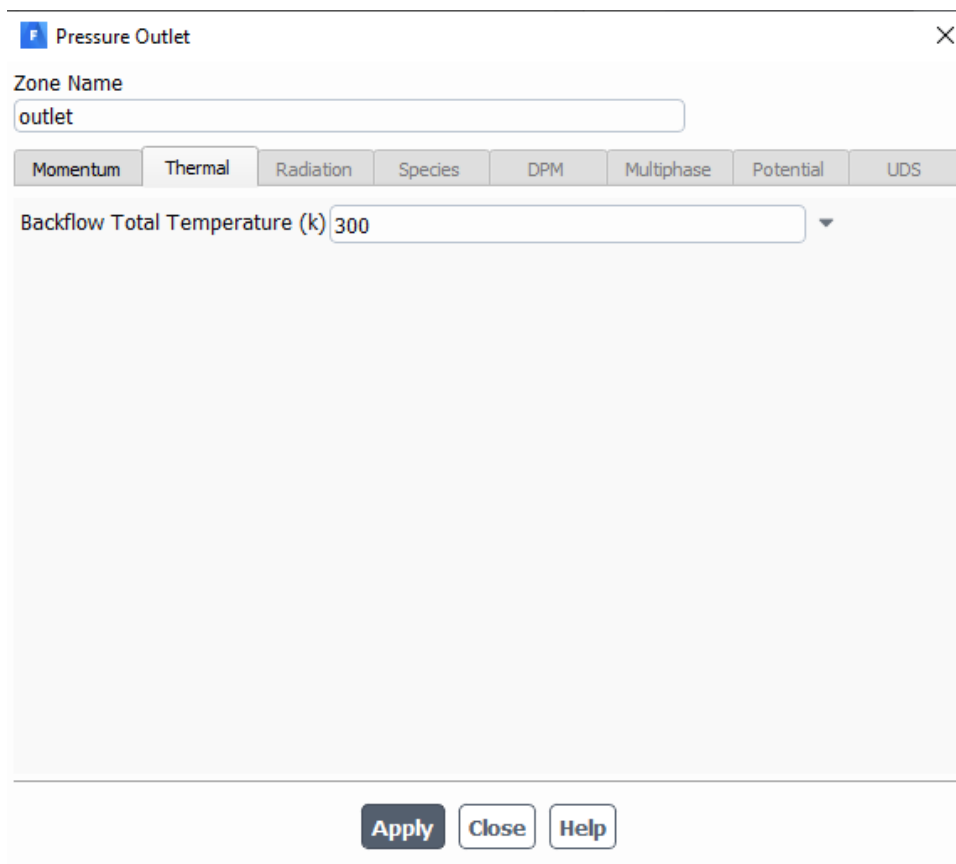 F Pressure Outlet
Zone Name
outlet
Momentum Thermal Radiation Species DPM Multiphase Potential UDS
Backflow Total Temperature (k) 300
Apply Close Help